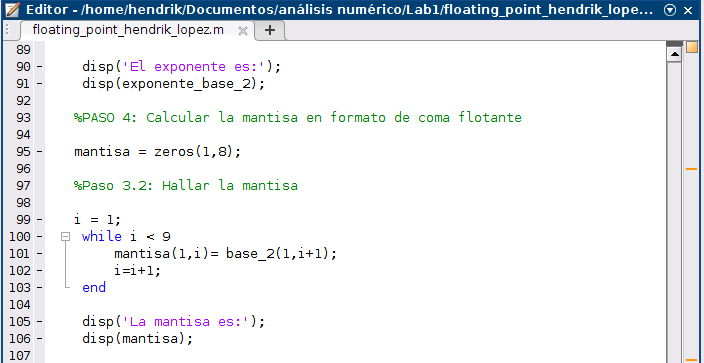 Editor - /home/hendrik/Documentos/análisis numérico/Lab1/floating_point_hendrik_lope...
floating_point_hendrik_lopez.m
89
90 - disp('El exponente es:');
91 - disp(exponente_base_2);
92
93 %PASO 4: Calcular la mantisa en formato de coma flotante
94
95 - mantisa = zeros(1,8);
96
97 %Paso 3.2: Hallar la mantisa
98
99 - i = 1;
100 - while i < 9
101 - mantisa(1,i)= base_2(1,i+1);
102 - i=i+1;
103 - end
104
105 - disp('La mantisa es:');
106 - disp(mantisa);
107